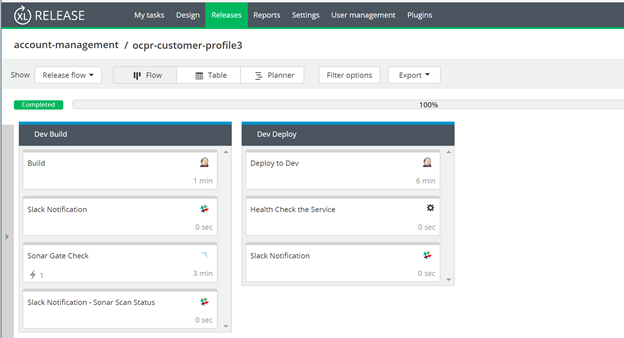 XL RELEASE My tasks Design Releases Reports Settings User management Plugins
account-management / ocpr-customer-profile3
Show Release flow Flow Table Planner Filter options Export
Completed 100%
Dev Build
Build
1 min
Slack Notification
0 sec
Sonar Gate Check
1 3 min
Slack Notification - Sonar Scan Status
0 sec
Dev Deploy
Deploy to Dev
6 min
Health Check the Service
0 sec
Slack Notification
0 sec